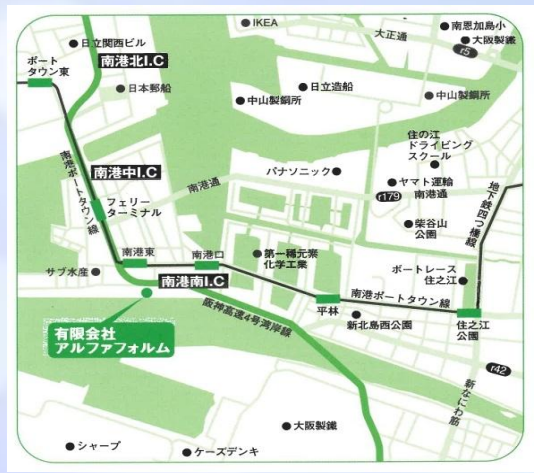 IKEA
南恩加島小
大阪製鐵
大正通
r5
日立関西ビル
南港北I.C
ポート
タウン東
日本郵船
日立造船
中山製鋼所
中山製鋼所
住の江
ドライビング
スクール
南港中I.C
パナソニック
ヤマト運輸
南港通
r179
南港通
南港ポートタウン線
フェリー
ターミナル
柴谷山
公園
地下鉄四つ橋線
南港東
南港口
第一稀元素
化学工業
サブ水産
南港南I.C
ボートレース
住之江
南港ポートタウン線
平林
新北島西公園
住之江
公園
阪神高速4号湾岸線
有限会社
アルファフォルム
r42
新なにわ筋
大阪製鐵
シャープ
ケーズデンキ